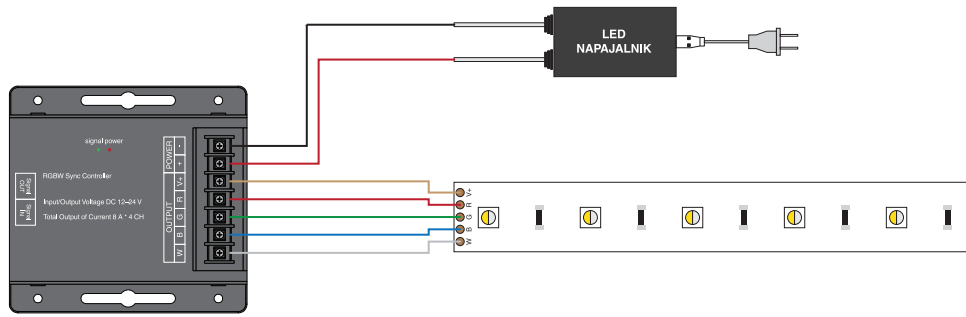 LED
NAPAJALNIK
signal power
RGBW Sync Controller
Input/Output Voltage DC 12–24 V
Total Output of Current 8 A * 4 CH
Signal
OUT
Signal
IN
POWER
-
+
OUTPUT
V+
R
G
B
W
V+
R
G
B
W